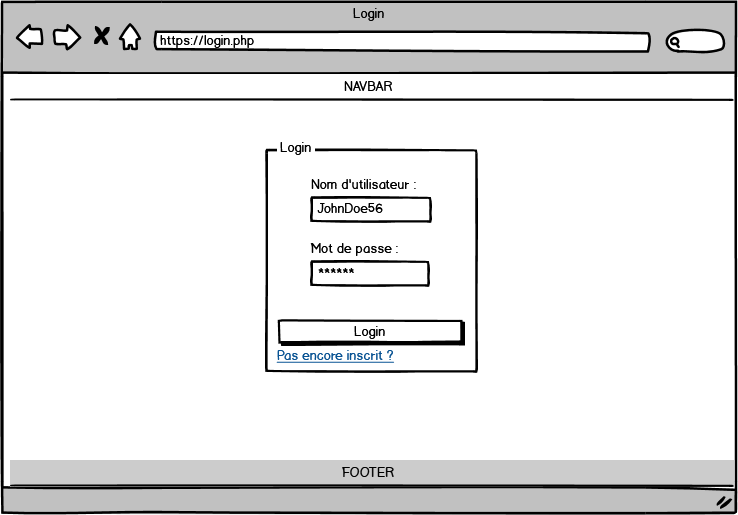 Login
https://login.php
NAVBAR
Login
Nom d'utilisateur :
JohnDoe56
Mot de passe :
******
Login
Pas encore inscrit ?
FOOTER